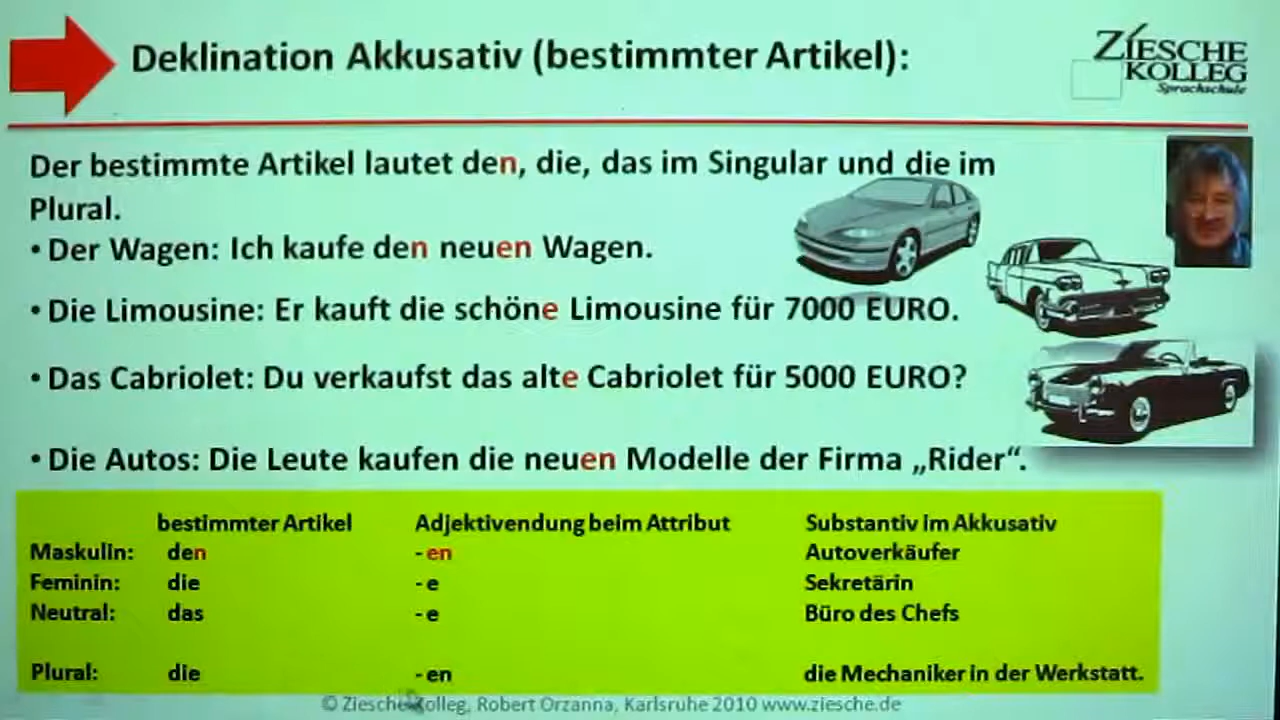 Deklination Akkusativ (bestimmter Artikel):
ZIESCHE
KOLLEG
Sprachschule
Der bestimmte Artikel lautet den, die, das im Singular und die im
Plural.
• Der Wagen: Ich kaufe den neuen Wagen.
• Die Limousine: Er kauft die schöne Limousine für 7000 EURO.
• Das Cabriolet: Du verkaufst das alte Cabriolet für 5000 EURO?
• Die Autos: Die Leute kaufen die neuen Modelle der Firma „Rider“.
bestimmter Artikel Adjektivendung beim Attribut Substantiv im Akkusativ
Maskulin: den -en Autoverkäufer
Feminin: die -e Sekretärin
Neutral: das -e Büro des Chefs
Plural: die -en die Mechaniker in der Werkstatt.
© Ziesche Kolleg, Robert Orzanna, Karlsruhe 2010 www.ziesche.de